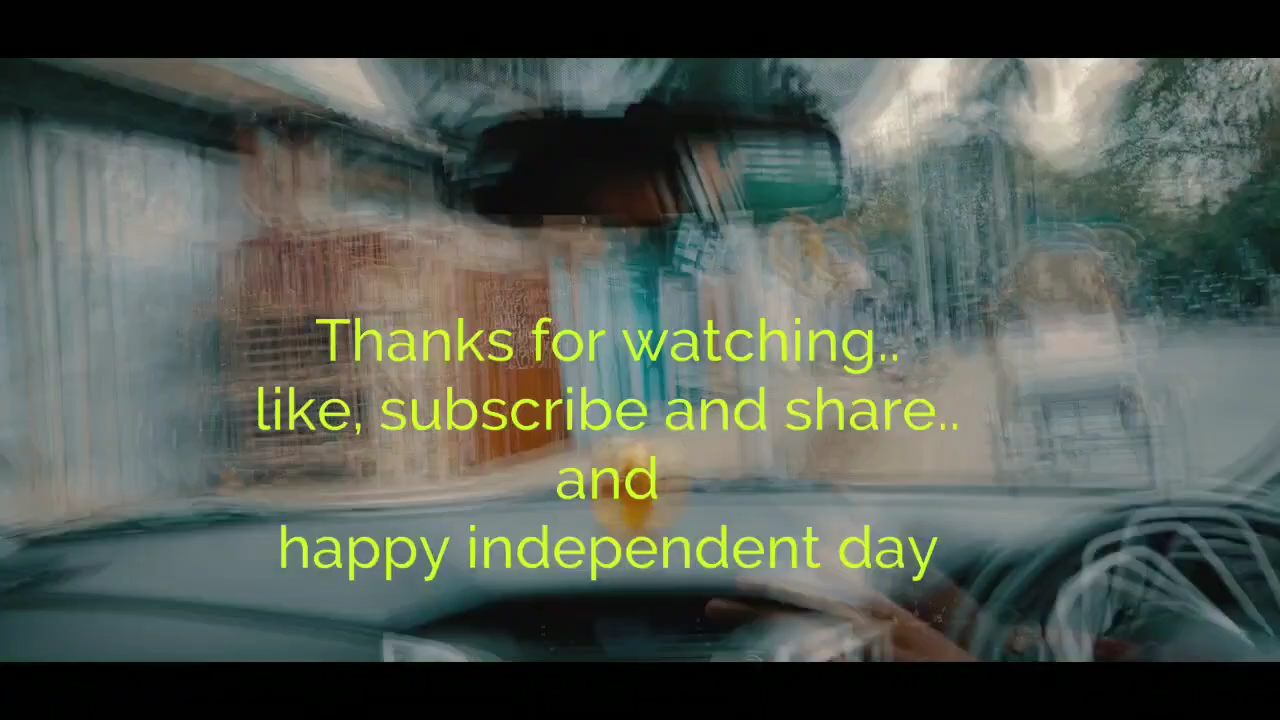 Thanks for watching..
like, subscribe and share..
and
happy independent day